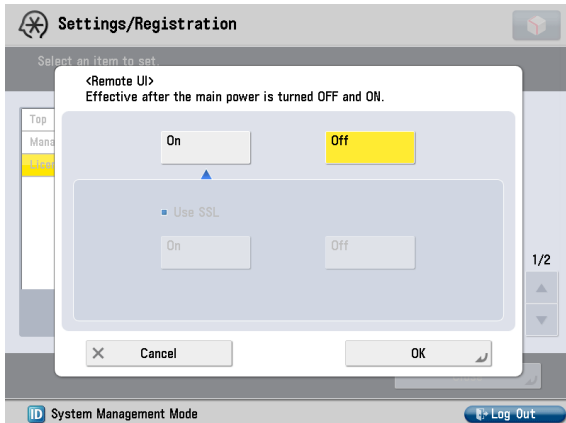 Settings/Registration
Select an item to set.
<Remote UI>
Effective after the main power is turned OFF and ON.
Top
On
Off
Use SSL
On
Off
1/2
Cancel
OK
ID System Management Mode
Log Out